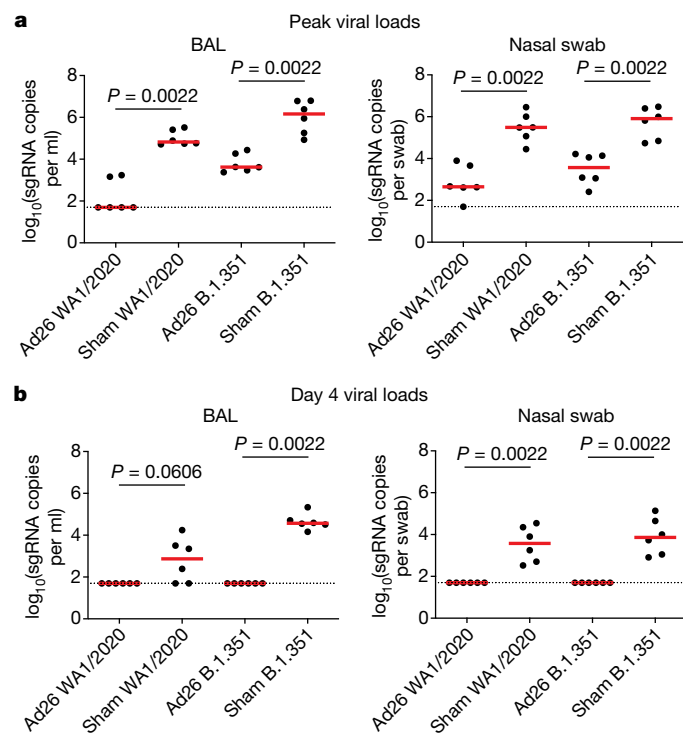 a
Peak viral loads
BAL
P = 0.0022
P = 0.0022
log10(sgRNA copies
per ml)
8
6
4
2
0
Ad26 WA1/2020
Sham WA1/2020
Ad26 B.1.351
Sham B.1.351
Nasal swab
P = 0.0022
P = 0.0022
log10(sgRNA copies
per swab)
8
6
4
2
0
Ad26 WA1/2020
Sham WA1/2020
Ad26 B.1.351
Sham B.1.351
b
Day 4 viral loads
BAL
P = 0.0606
P = 0.0022
log10(sgRNA copies
per ml)
8
6
4
2
0
Ad26 WA1/2020
Sham WA1/2020
Ad26 B.1.351
Sham B.1.351
Nasal swab
P = 0.0022
P = 0.0022
log10(sgRNA copies
per swab)
8
6
4
2
0
Ad26 WA1/2020
Sham WA1/2020
Ad26 B.1.351
Sham B.1.351